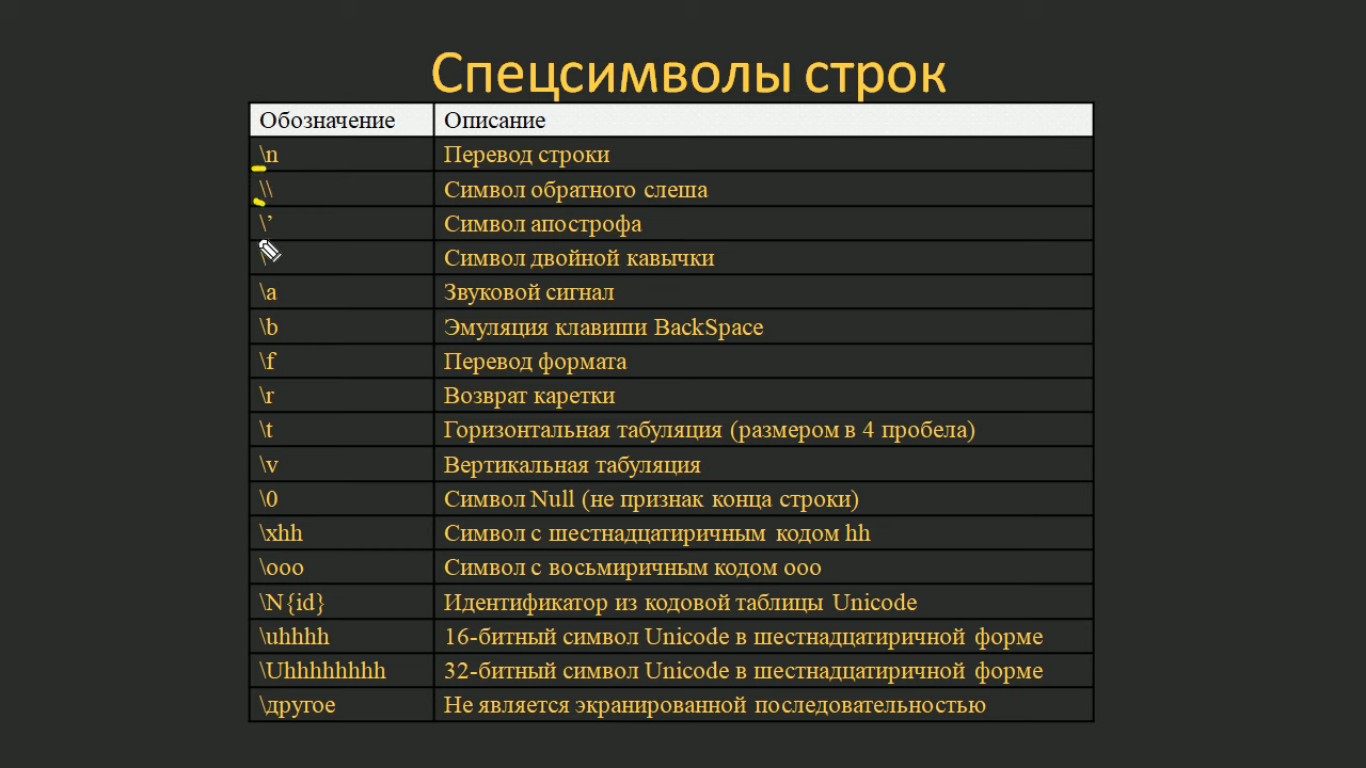 Спецсимволы строк
Обозначение Описание
\n Перевод строки
\\ Символ обратного слеша
\’ Символ апострофа
\ Символ двойной кавычки
\a Звуковой сигнал
\b Эмуляция клавиши BackSpace
\f Перевод формата
\r Возврат каретки
\t Горизонтальная табуляция (размером в 4 пробела)
\v Вертикальная табуляция
\0 Символ Null (не признак конца строки)
\xhh Символ с шестнадцатиричным кодом hh
\ooo Символ с восьмиричным кодом ooo
\N{id} Идентификатор из кодовой таблицы Unicode
\uhhhh 16-битный символ Unicode в шестнадцатиричной форме
\Uhhhhhhhh 32-битный символ Unicode в шестнадцатиричной форме
\другое Не является экранированной последовательностью